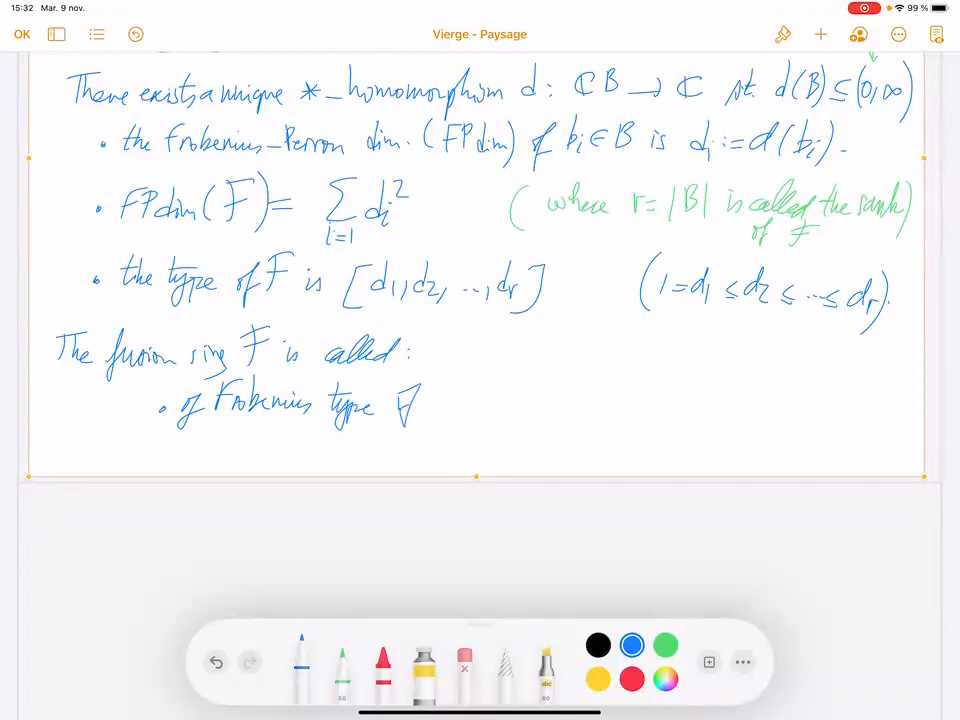 15:32 Mar. 9 nov. 99 %
OK Vierge - Paysage
There exists a unique *-homomorphism d: ℂB → ℂ st. d(B) ⊆ (0,∞)
• the Frobenius-Perron dim. (FPdim) of bi ∈ B is di := d(bi).
• FPdim(F) = ∑ di² (where r = |B| is called the rank
i=1 of F)
• the type of F is [d1, d2, ..., dr] (1 = d1 ≤ d2 ≤ ... ≤ dr).
The fusion ring F is called:
• of Frobenius type